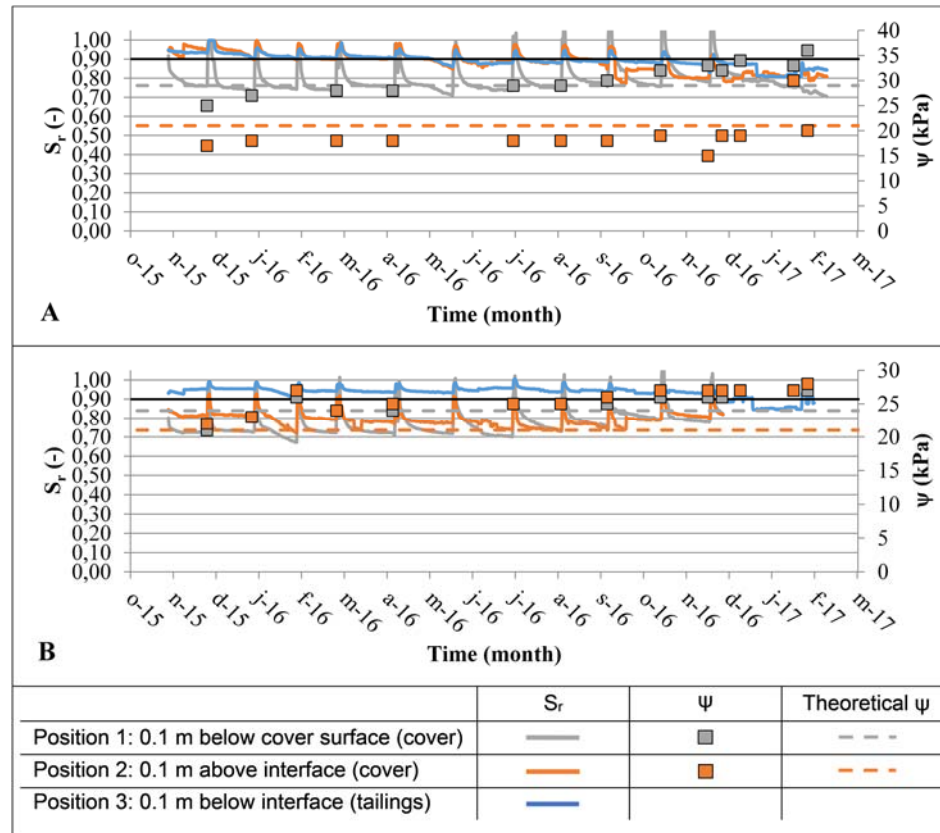 1,00
0,90
0,80
0,70
0,60
0,50
0,40
0,30
0,20
0,10
0,00
Sr (-)
40
35
30
25
20
15
10
5
0
ψ (kPa)
o-15
n-15
d-15
j-16
f-16
m-16
a-16
m-16
j-16
j-16
a-16
s-16
o-16
n-16
d-16
j-17
f-17
m-17
Time (month)
A
1,00
0,90
0,80
0,70
0,60
0,50
0,40
0,30
0,20
0,10
0,00
Sr (-)
30
25
20
15
10
5
0
ψ (kPa)
o-15
n-15
d-15
j-16
f-16
m-16
a-16
m-16
j-16
j-16
a-16
s-16
o-16
n-16
d-16
j-17
f-17
m-17
Time (month)
B
Sr ψ Theoretical ψ
Position 1: 0.1 m below cover surface (cover)
Position 2: 0.1 m above interface (cover)
Position 3: 0.1 m below interface (tailings)